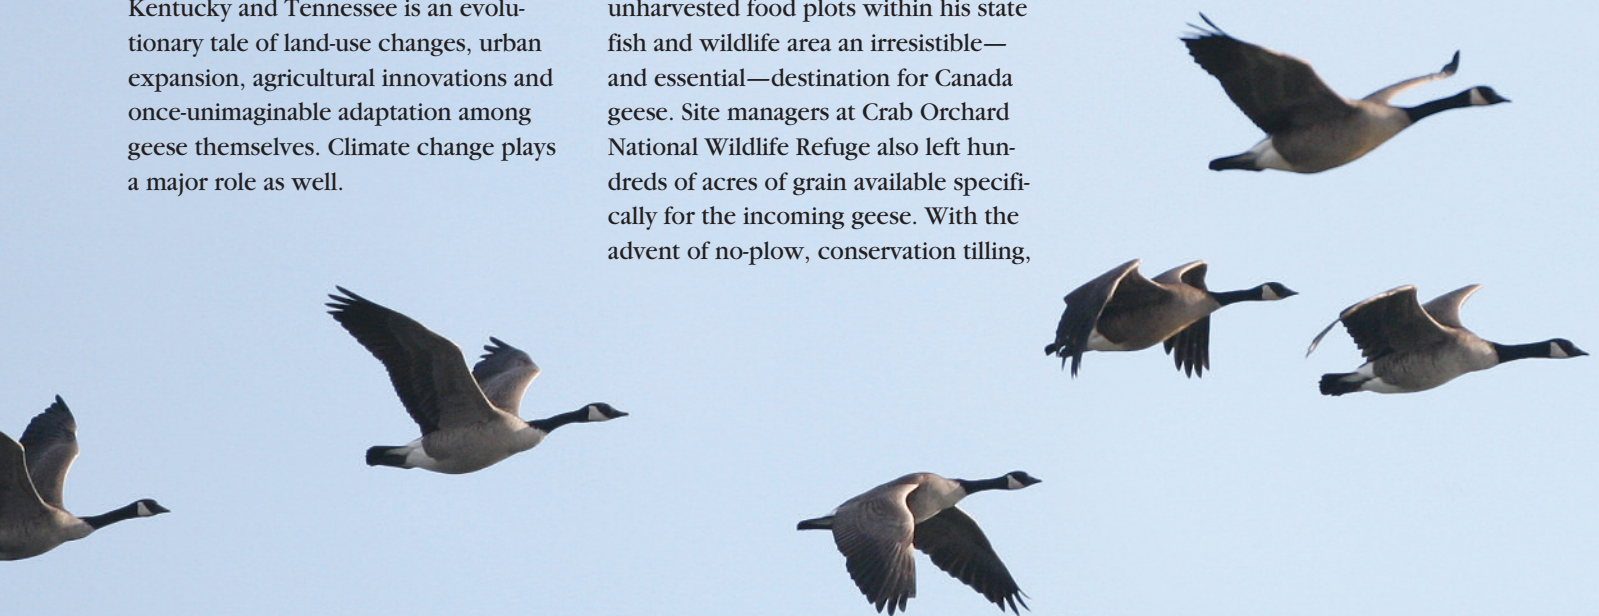 Kentucky and Tennessee is an evolu-
tionary tale of land-use changes, urban
expansion, agricultural innovations and
once-unimaginable adaptation among
geese themselves. Climate change plays
a major role as well.
unharvested food plots within his state
fish and wildlife area an irresistible—
and essential—destination for Canada
geese. Site managers at Crab Orchard
National Wildlife Refuge also left hun-
dreds of acres of grain available specifi-
cally for the incoming geese. With the
advent of no-plow, conservation tilling,